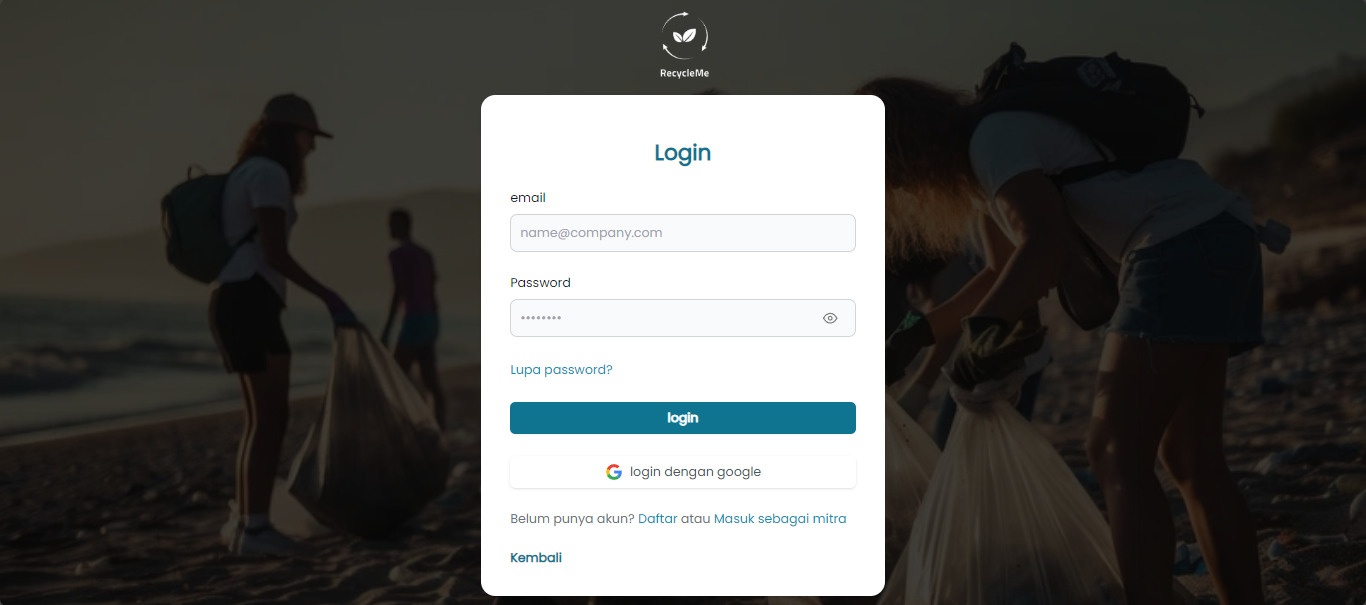 RecycleMe
Login
email
name@company.com
Password
••••••••
Lupa password?
login
login dengan google
Belum punya akun? Daftar atau Masuk sebagai mitra
Kembali